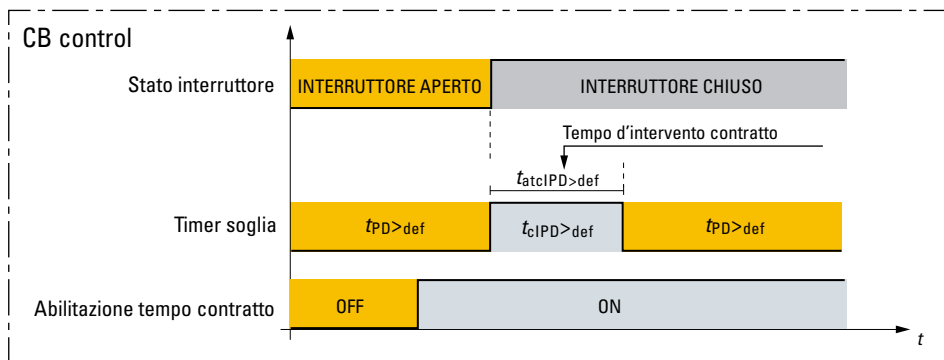 CB control
Stato interruttore
INTERRUTTORE APERTO
INTERRUTTORE CHIUSO
Tempo d'intervento contratto
tatcIPD>def
Timer soglia
tPD>def
tcIPD>def
tPD>def
Abilitazione tempo contratto
OFF
ON
t